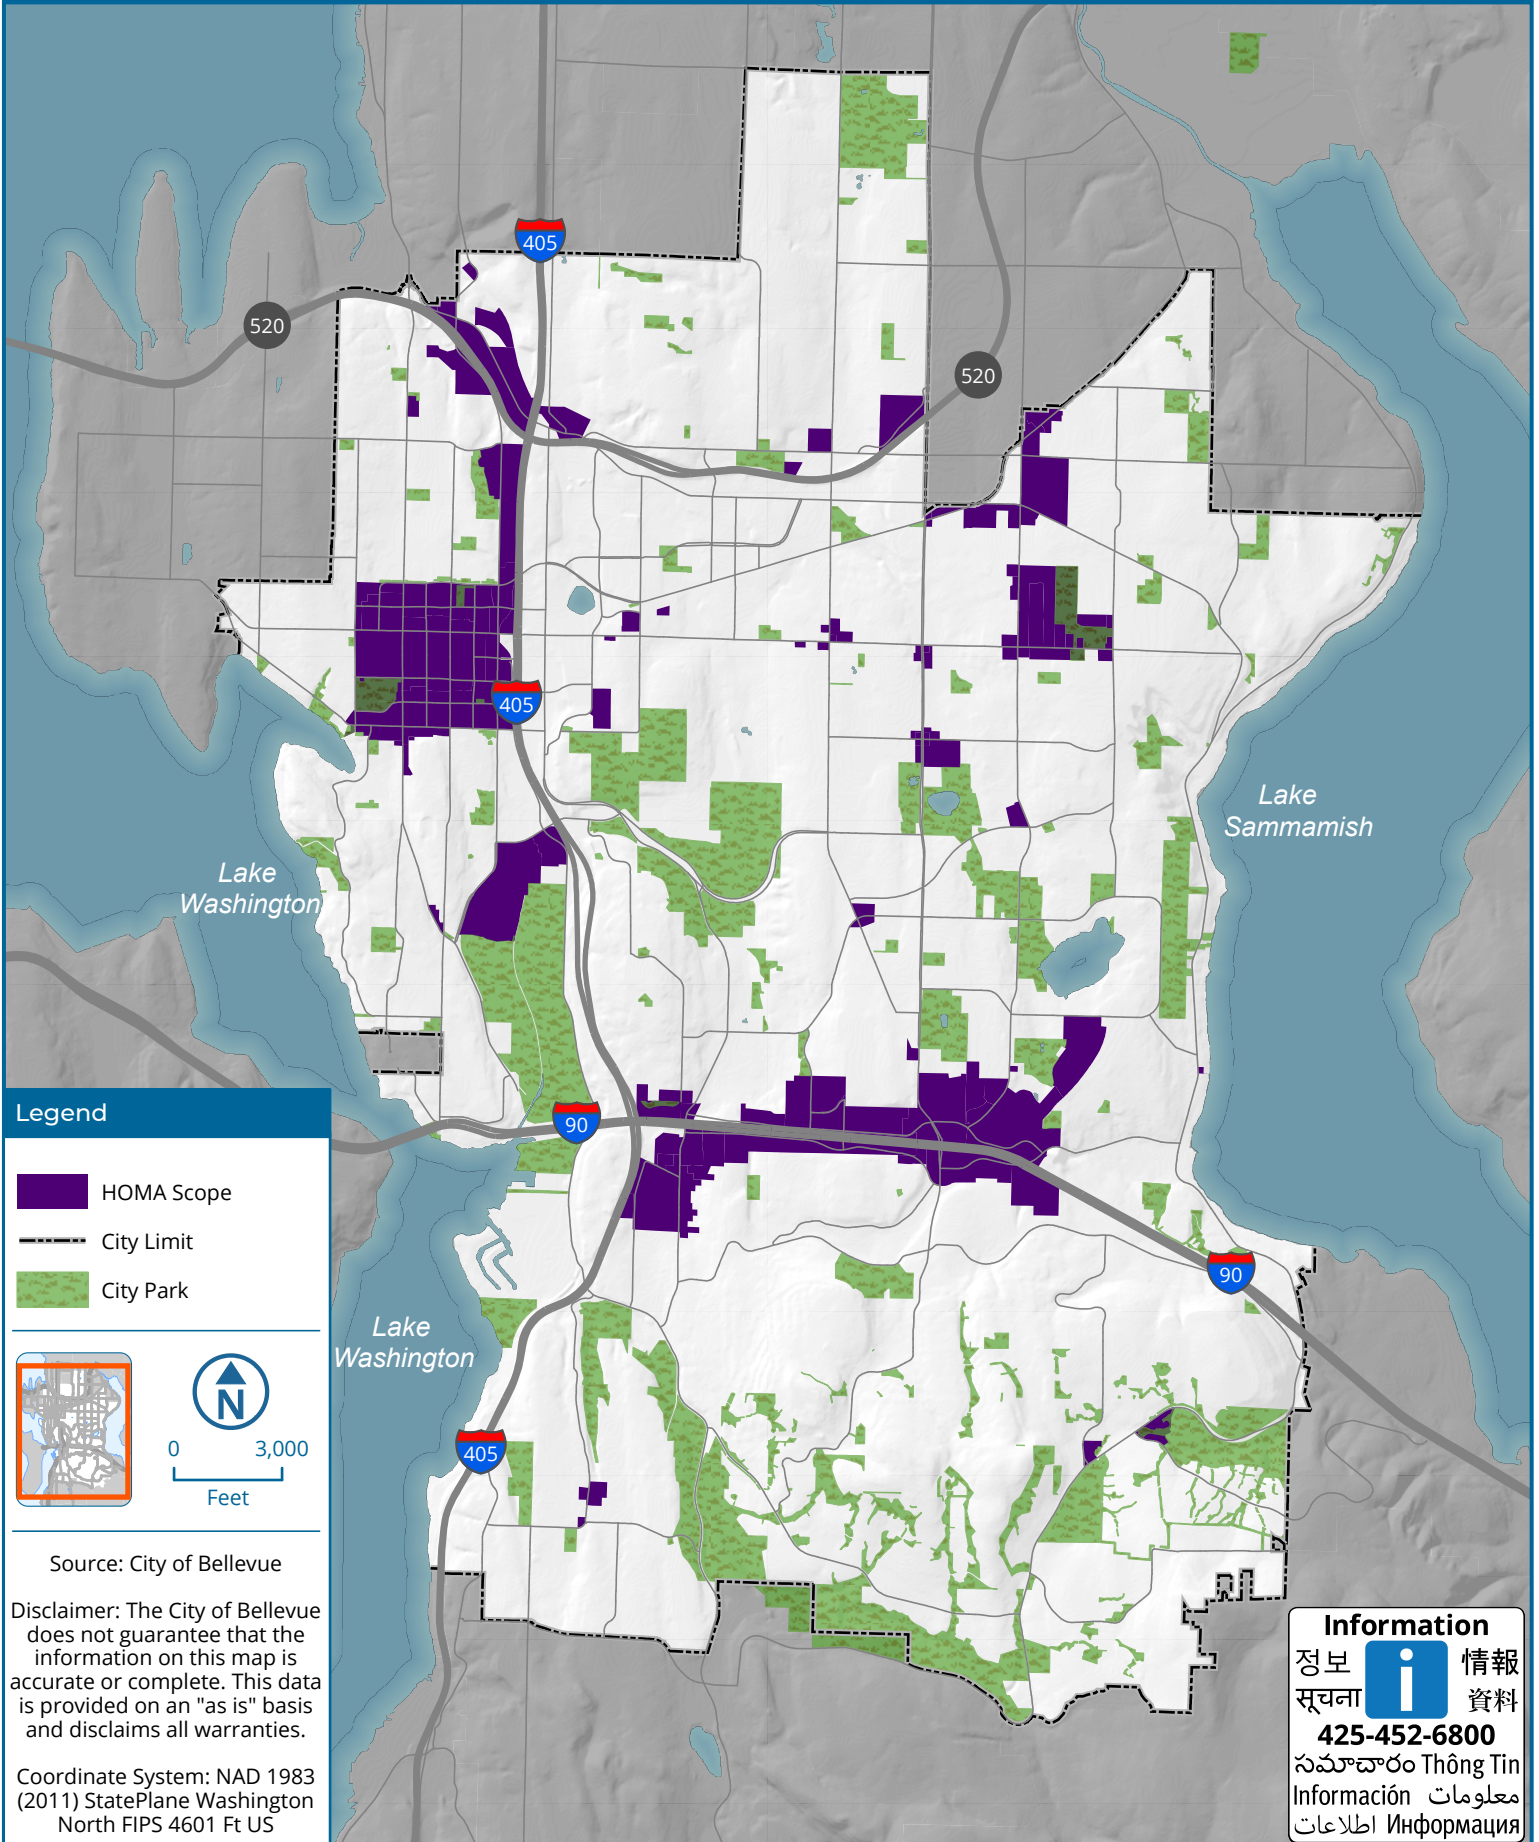 405
520
520
405
Lake
Sammamish
Lake
Washington
90
90
Lake
Washington
405
Legend
HOMA Scope
City Limit
City Park
N
0 3,000
Feet
Source: City of Bellevue
Disclaimer: The City of Bellevue
does not guarantee that the
information on this map is
accurate or complete. This data
is provided on an "as is" basis
and disclaims all warranties.
Coordinate System: NAD 1983
(2011) StatePlane Washington
North FIPS 4601 Ft US
Information
정보 i 情報
सूचना 資料
425-452-6800
సమాచారం Thông Tin
Información معلومات
اطلاعات Информация